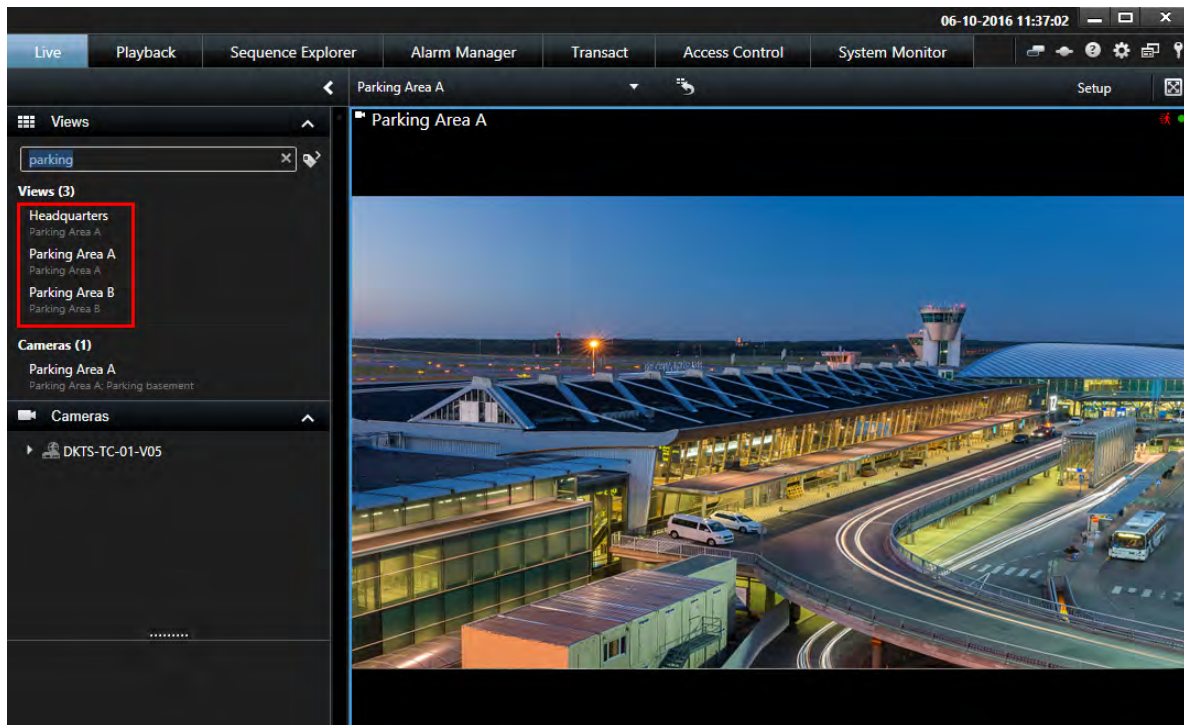 06-10-2016 11:37:02
Live Playback Sequence Explorer Alarm Manager Transact Access Control System Monitor
Parking Area A Setup
Views
parking
Views (3)
Headquarters
Parking Area A
Parking Area A
Parking Area A
Parking Area B
Parking Area B
Cameras (1)
Parking Area A
Parking Area A; Parking basement
Cameras
DKTS-TC-01-V05
Parking Area A